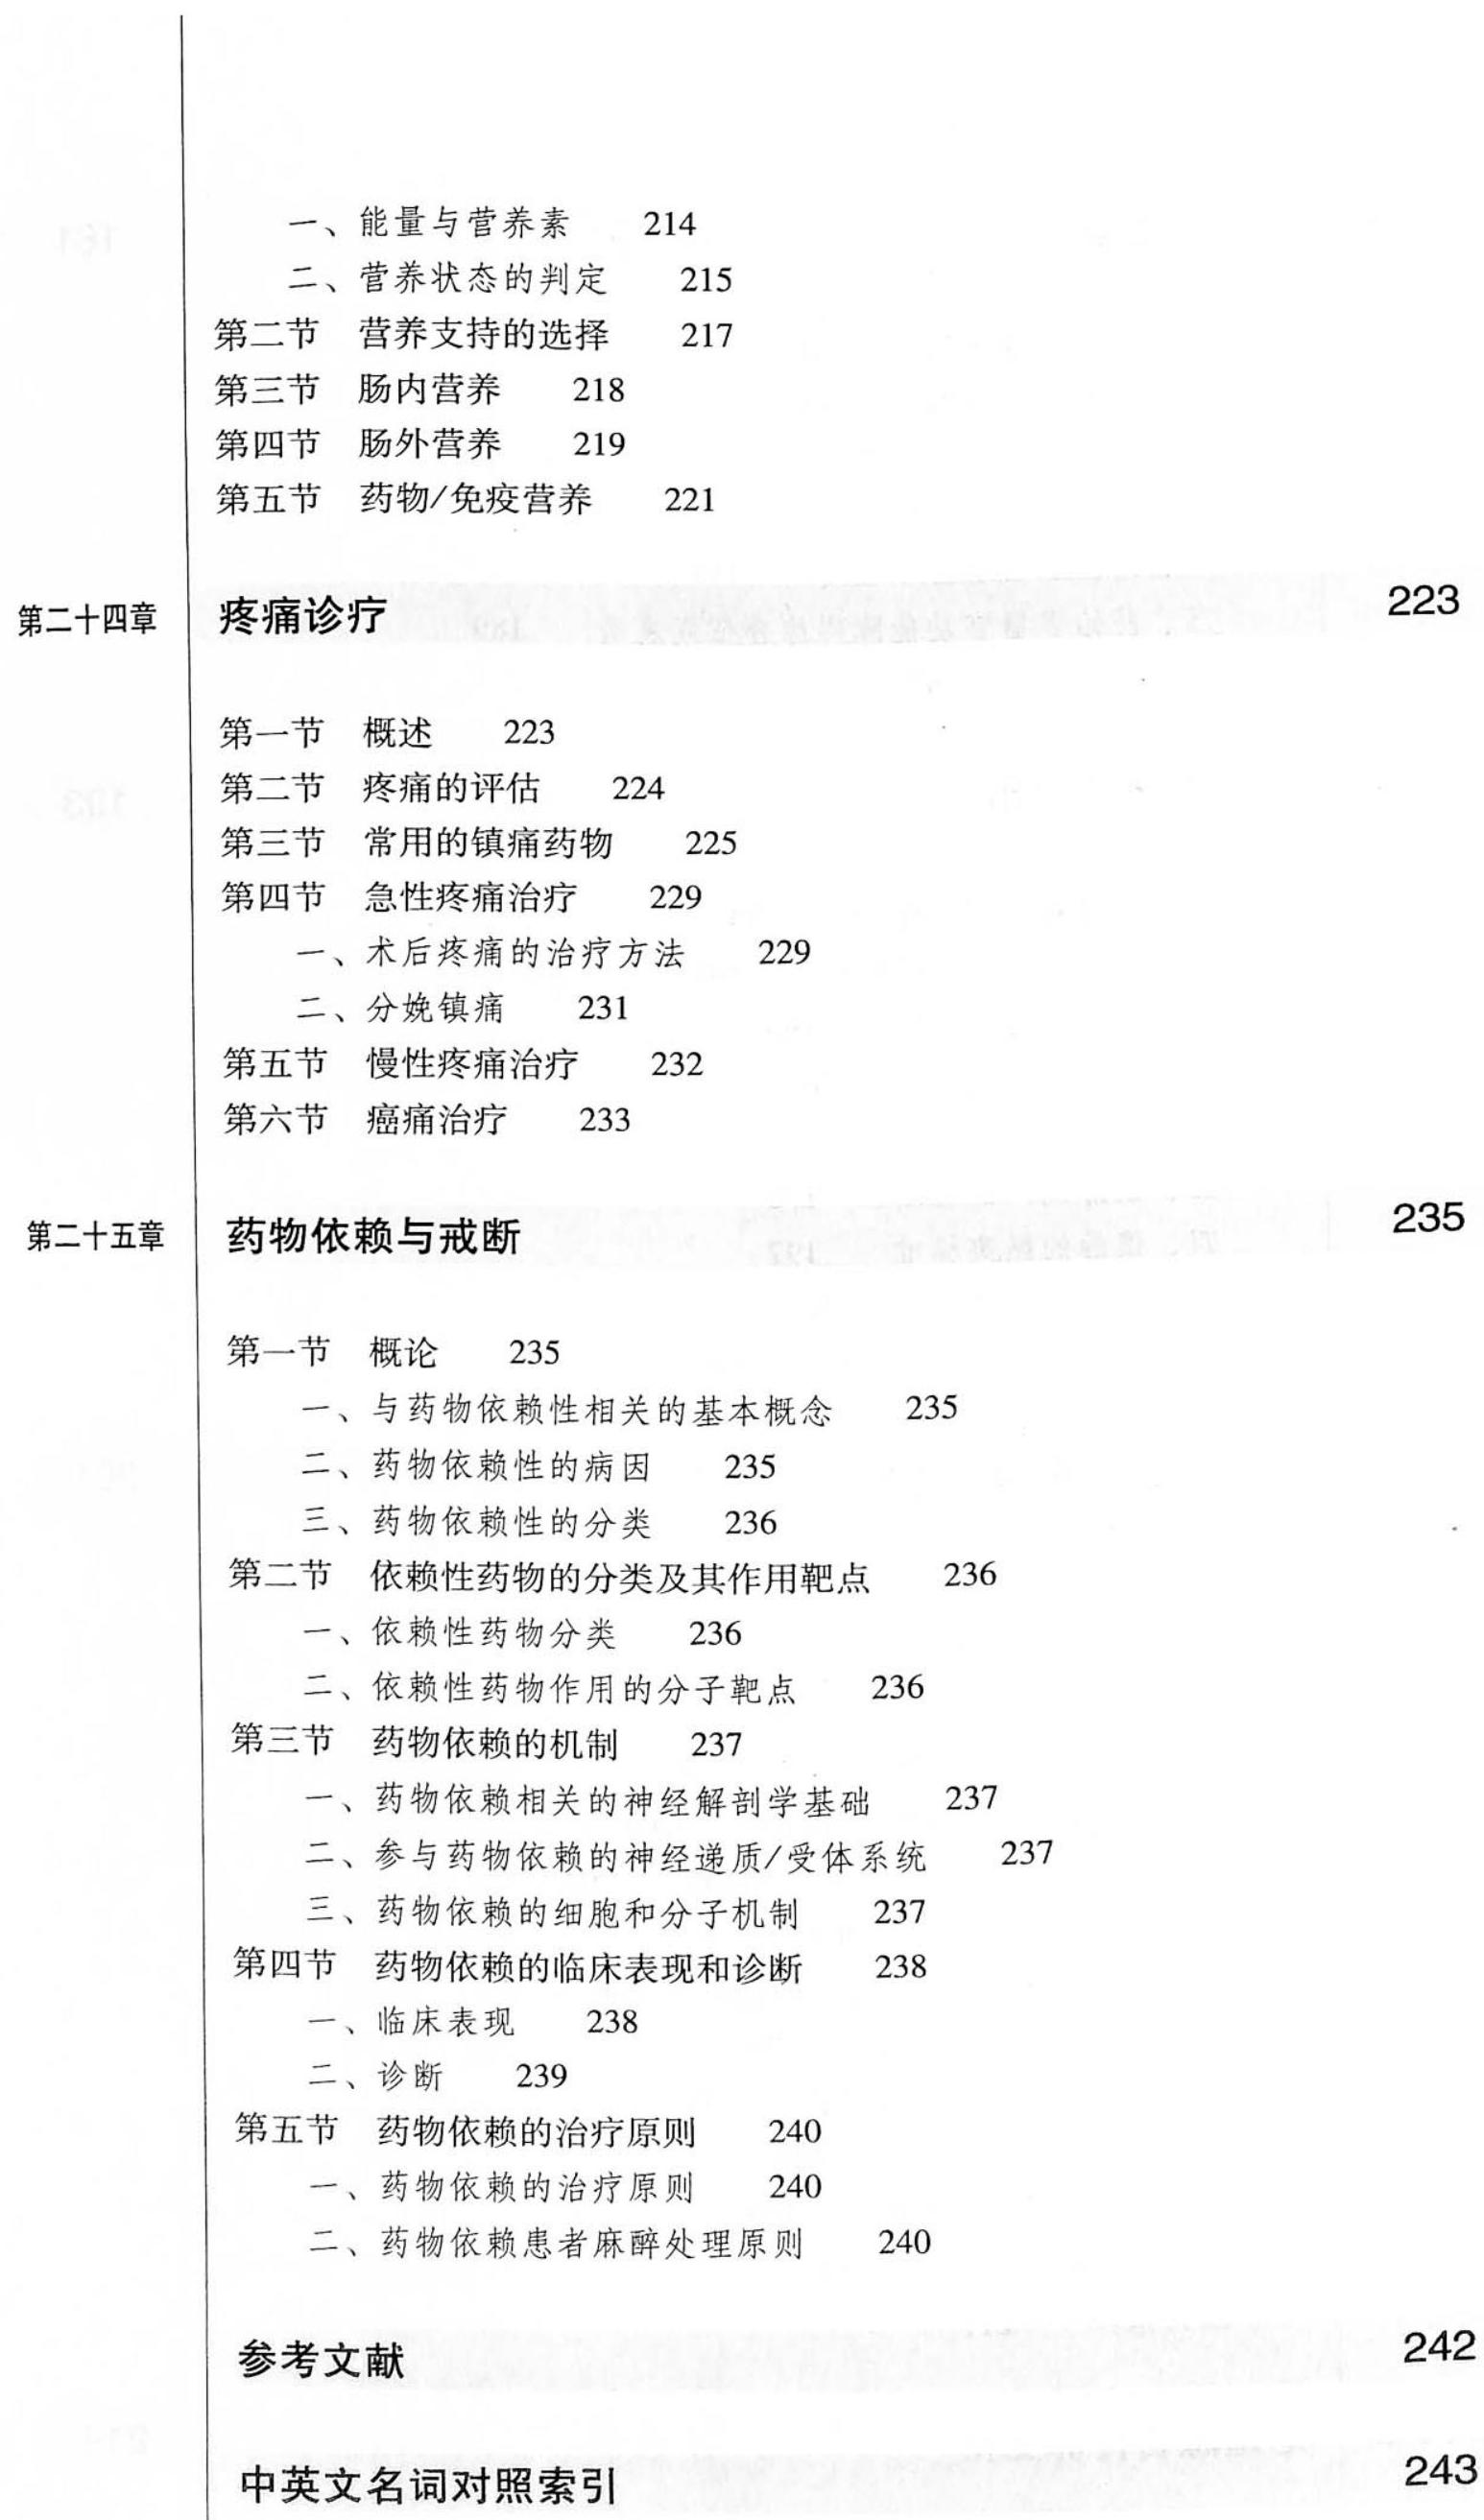 一、能量与营养素 214
二、营养状态的判定 215
第二节 营养支持的选择 217
第三节 肠内营养 218
第四节 肠外营养 219
第五节 药物/免疫营养 221
第二十四章 疼痛诊疗 223
第一节 概述 223
第二节 疼痛的评估 224
第三节 常用的镇痛药物 225
第四节 急性疼痛治疗 229
一、术后疼痛的治疗方法 229
二、分娩镇痛 231
第五节 慢性疼痛治疗 232
第六节 癌痛治疗 233
第二十五章 药物依赖与戒断 235
第一节 概论 235
一、与药物依赖性相关的基本概念 235
二、药物依赖性的病因 235
三、药物依赖性的分类 236
第二节 依赖性药物的分类及其作用靶点 236
一、依赖性药物分类 236
二、依赖性药物作用的分子靶点 236
第三节 药物依赖的机制 237
一、药物依赖相关的神经解剖学基础 237
二、参与药物依赖的神经递质/受体系统 237
三、药物依赖的细胞和分子机制 237
第四节 药物依赖的临床表现和诊断 238
一、临床表现 238
二、诊断 239
第五节 药物依赖的治疗原则 240
一、药物依赖的治疗原则 240
二、药物依赖患者麻醉处理原则 240
参考文献 242
中英文名词对照索引 243